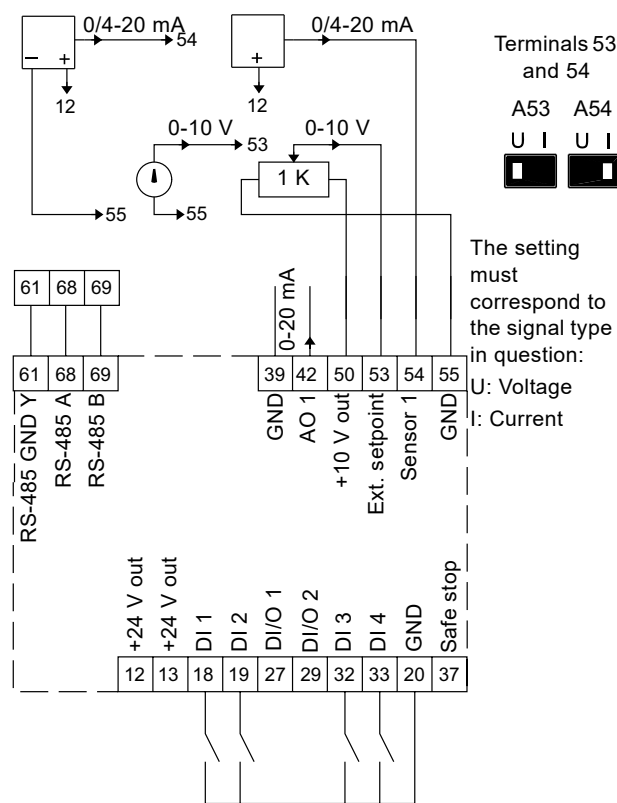 0/4-20 mA
54
– +
12
0/4-20 mA
+
12
0-10 V
53
0-10 V
1 K
55
55
Terminals 53
and 54
A53 A54
U I U I
The setting
must
correspond to
the signal type
in question:
U: Voltage
I: Current
61 68 69
61 68 69
RS-485 GND Y
RS-485 A
RS-485 B
0-20 mA
39 42 50 53 54 55
GND
AO 1
+10 V out
Ext. setpoint
Sensor 1
GND
+24 V out
+24 V out
DI 1
DI 2
DI/O 1
DI/O 2
DI 3
DI 4
GND
Safe stop
12 13 18 19 27 29 32 33 20 37